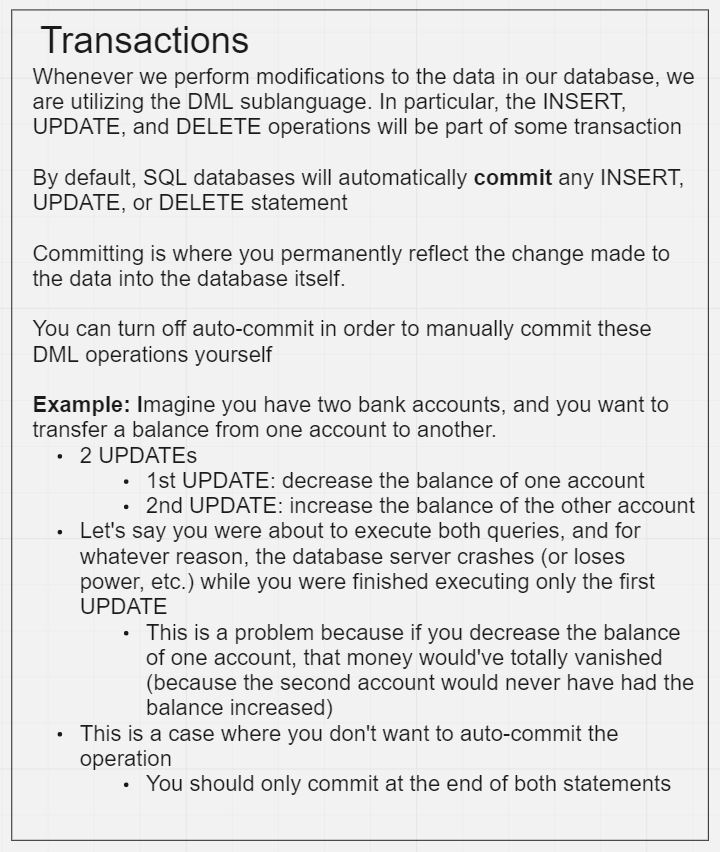 Transactions
Whenever we perform modifications to the data in our database, we
are utilizing the DML sublanguage. In particular, the INSERT,
UPDATE, and DELETE operations will be part of some transaction
By default, SQL databases will automatically commit any INSERT,
UPDATE, or DELETE statement
Committing is where you permanently reflect the change made to
the data into the database itself.
You can turn off auto-commit in order to manually commit these
DML operations yourself
Example: Imagine you have two bank accounts, and you want to
transfer a balance from one account to another.
• 2 UPDATEs
• 1st UPDATE: decrease the balance of one account
• 2nd UPDATE: increase the balance of the other account
• Let's say you were about to execute both queries, and for
whatever reason, the database server crashes (or loses
power, etc.) while you were finished executing only the first
UPDATE
• This is a problem because if you decrease the balance
of one account, that money would've totally vanished
(because the second account would never have had the
balance increased)
• This is a case where you don't want to auto-commit the
operation
• You should only commit at the end of both statements